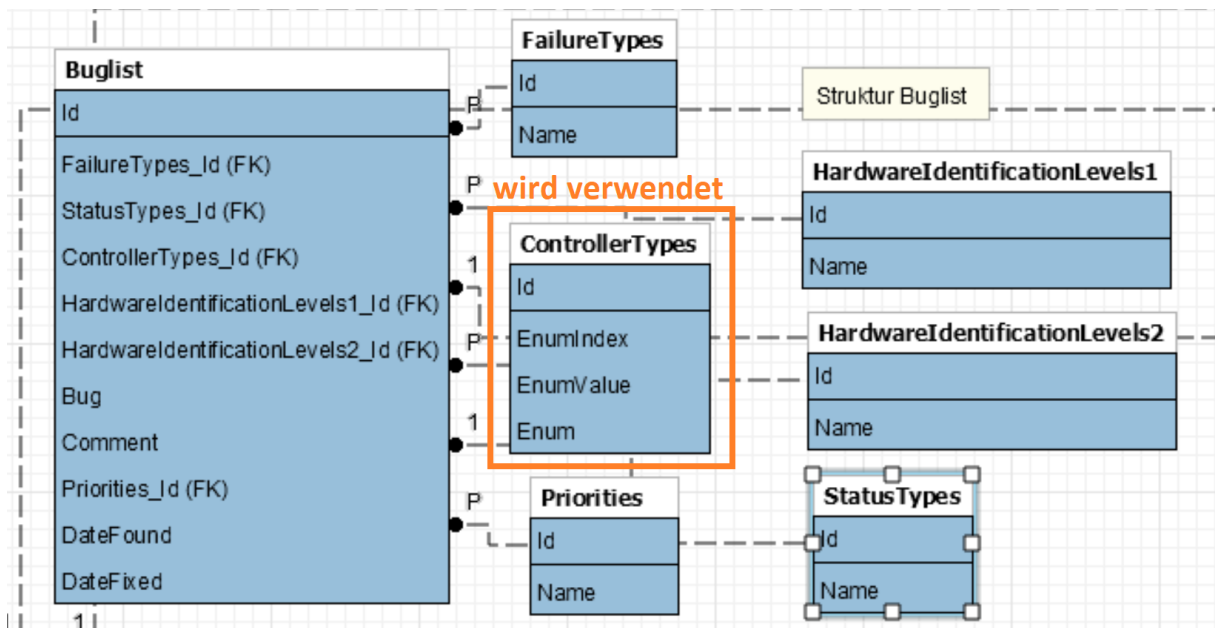 Buglist
Id
FailureTypes_Id (FK)
StatusTypes_Id (FK)
ControllerTypes_Id (FK)
HardwareIdentificationLevels1_Id (FK)
HardwareIdentificationLevels2_Id (FK)
Bug
Comment
Priorities_Id (FK)
DateFound
DateFixed
1
P
P
1
P
1
P
FailureTypes
Id
Name
wird verwendet
ControllerTypes
Id
EnumIndex
EnumValue
Enum
Priorities
Id
Name
Struktur Buglist
HardwareIdentificationLevels1
Id
Name
HardwareIdentificationLevels2
Id
Name
StatusTypes
Id
Name